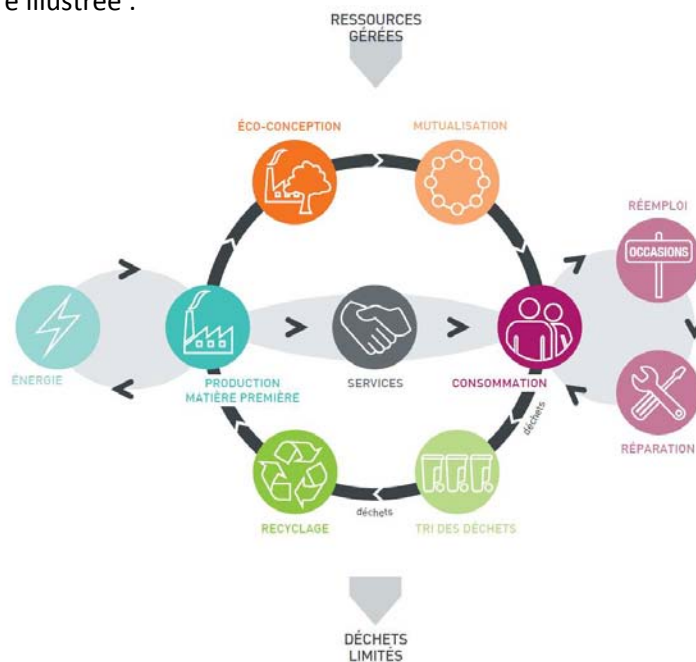 e illustrée :
RESSOURCES
GÉRÉES
ÉCO-CONCEPTION
MUTUALISATION
RÉEMPLOI
OCCASIONS
ÉNERGIE
PRODUCTION
MATIÈRE PREMIÈRE
SERVICES
CONSOMMATION
déchets
RÉPARATION
RECYCLAGE
déchets
TRI DES DÉCHETS
DÉCHETS
LIMITÉS